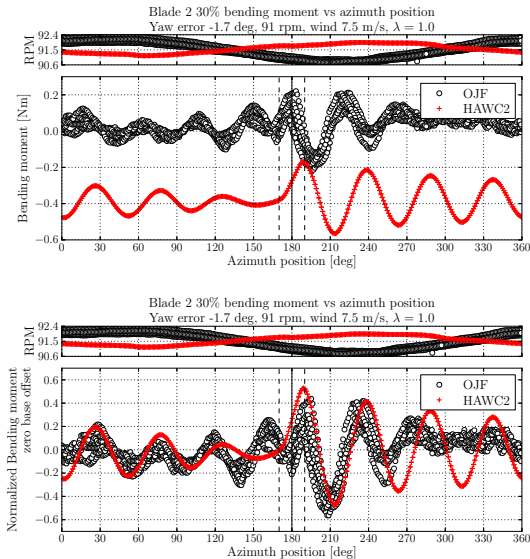 Blade 2 30% bending moment vs azimuth position
Yaw error -1.7 deg, 91 rpm, wind 7.5 m/s, λ = 1.0
RPM
92.4
91.5
90.6
Bending moment [Nm]
0.2
0.0
−0.2
−0.4
−0.6
OJF
HAWC2
0 30 60 90 120 150 180 210 240 270 300 330 360
Azimuth position [deg]
Blade 2 30% bending moment vs azimuth position
Yaw error -1.7 deg, 91 rpm, wind 7.5 m/s, λ = 1.0
RPM
92.4
91.5
90.6
Normalized Bending moment
zero base offset
0.6
0.4
0.2
0.0
−0.2
−0.4
−0.6
OJF
HAWC2
0 30 60 90 120 150 180 210 240 270 300 330 360
Azimuth position [deg]